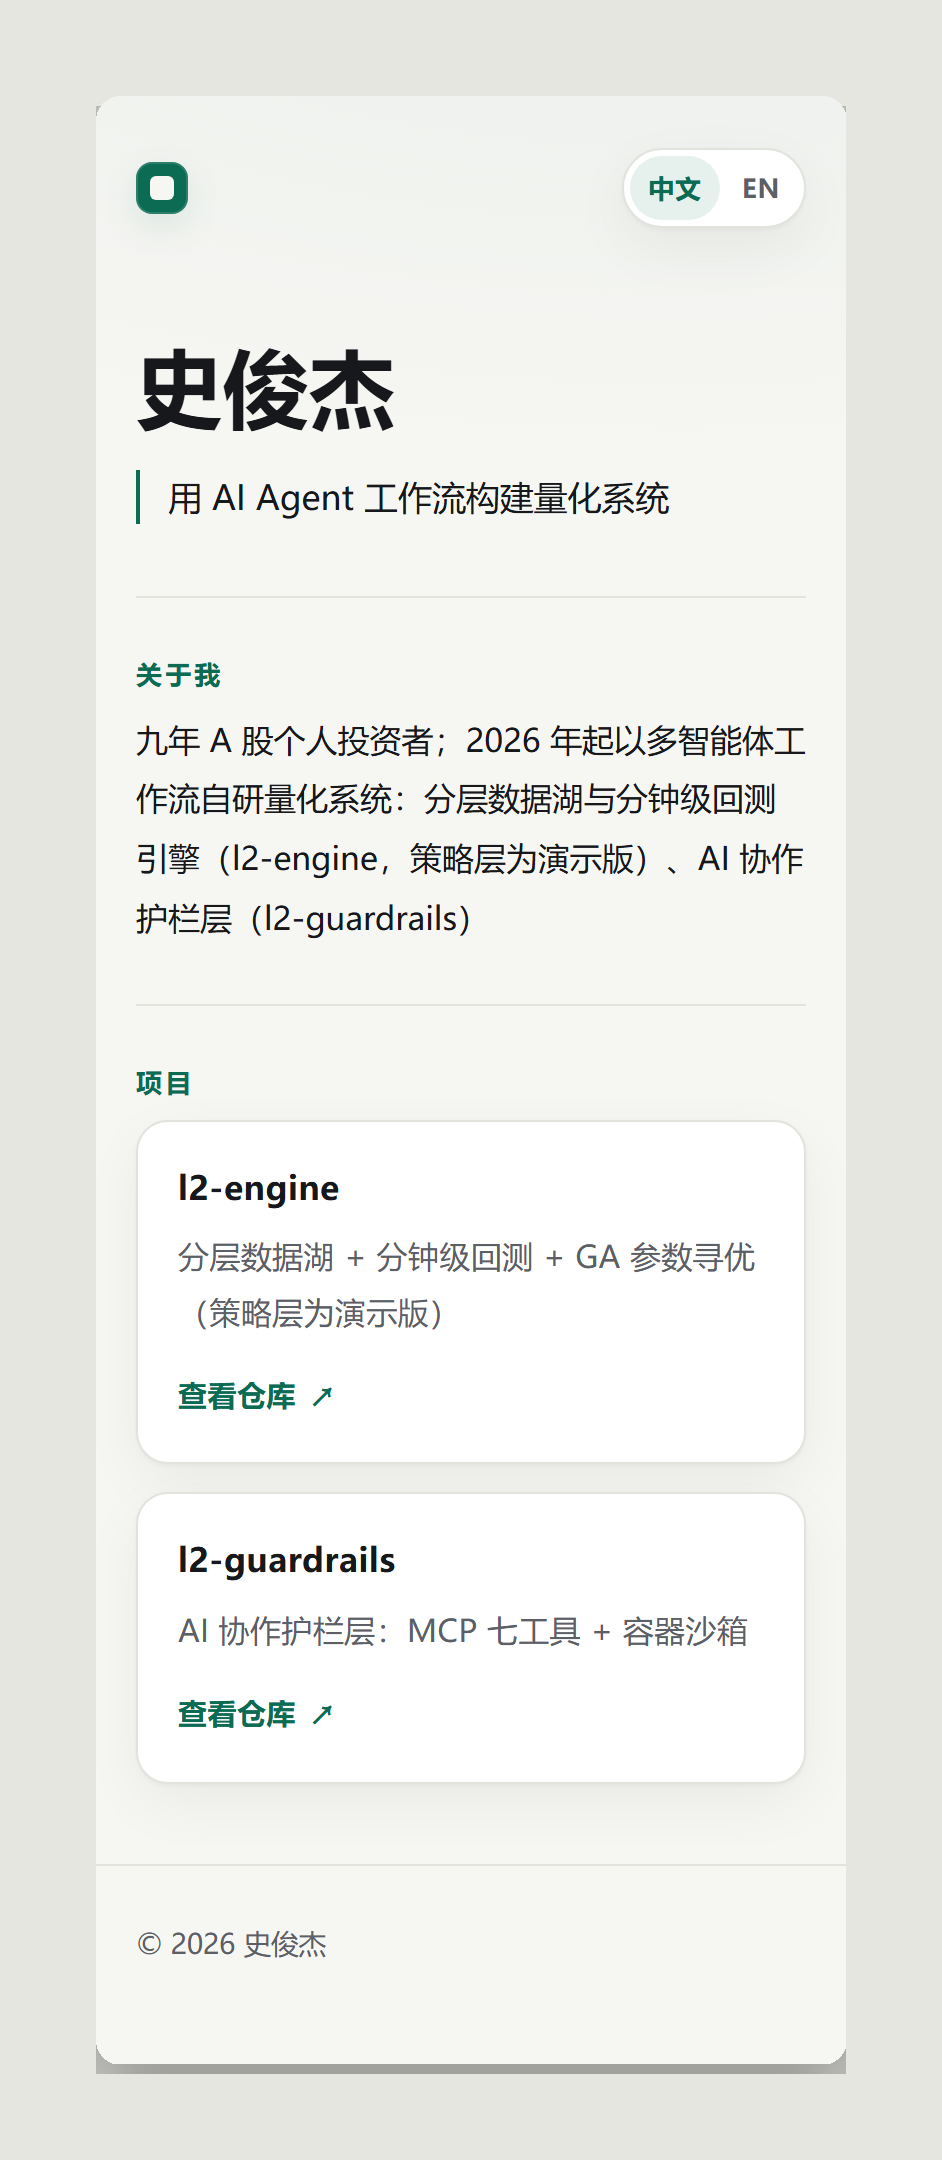 中文 EN
史俊杰
用 AI Agent 工作流构建量化系统
关于我
九年 A 股个人投资者；2026 年起以多智能体工
作流自研量化系统：分层数据湖与分钟级回测
引擎（l2-engine，策略层为演示版）、AI 协作
护栏层（l2-guardrails）
项目
l2-engine
分层数据湖 + 分钟级回测 + GA 参数寻优
（策略层为演示版）
查看仓库 ↗
l2-guardrails
AI 协作护栏层：MCP 七工具 + 容器沙箱
查看仓库 ↗
© 2026 史俊杰